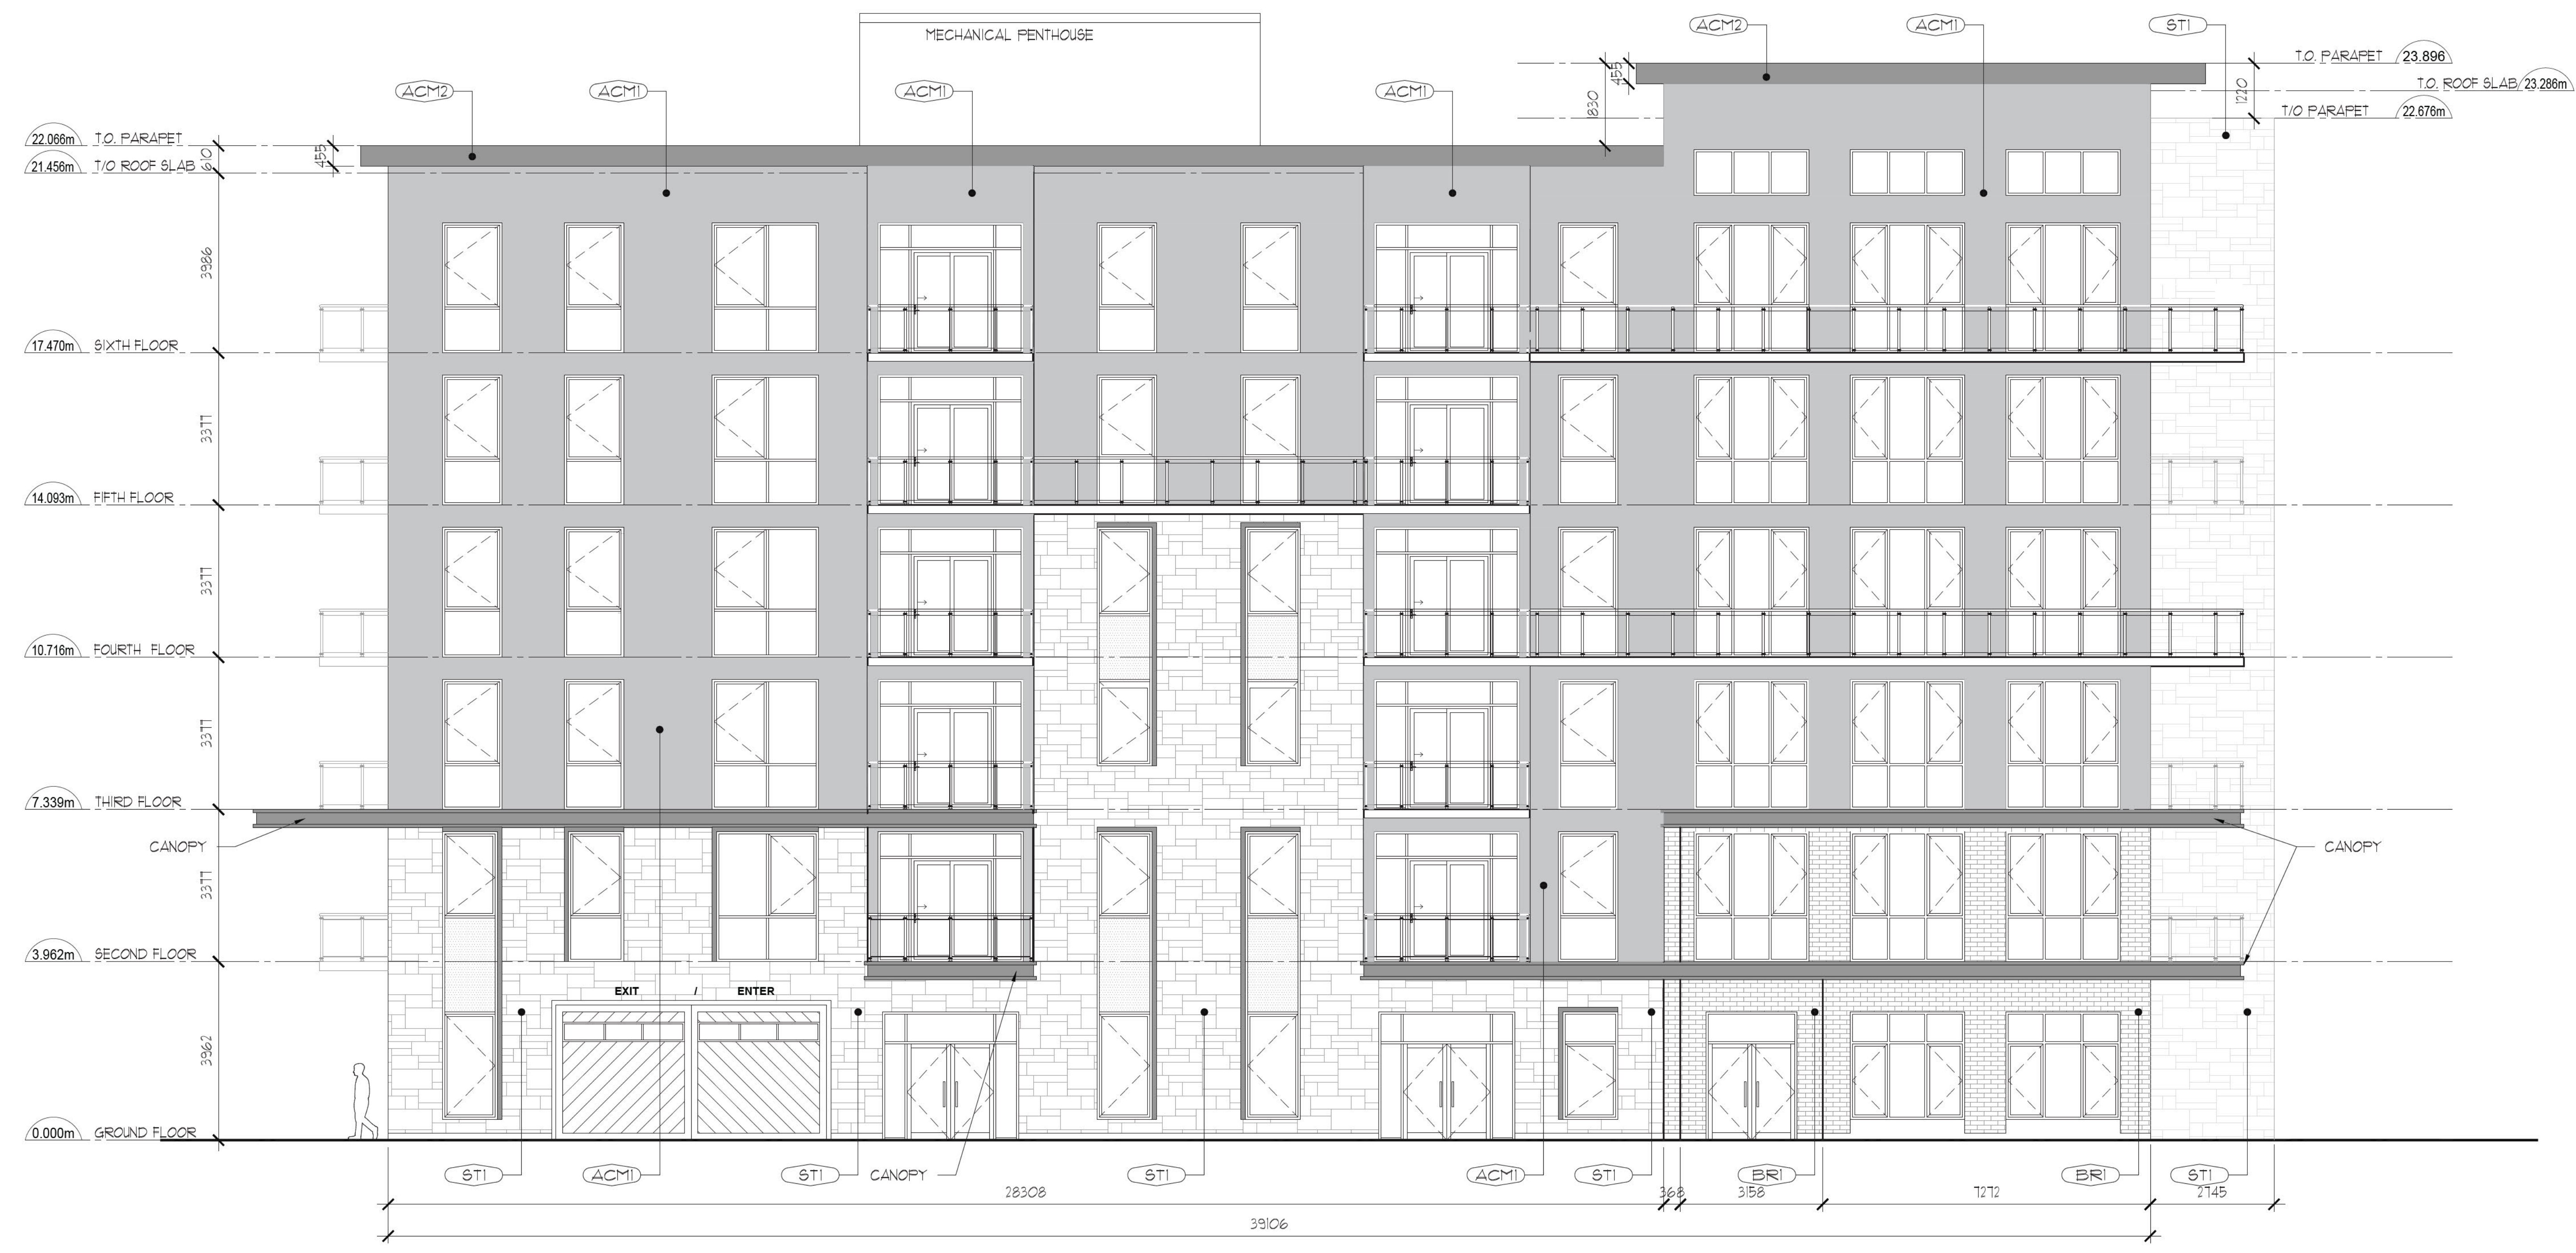 MECHANICAL PENTHOUSE
ACM2
ACM1
ST1
T.O. PARAPET 23.896
455
T.O. ROOF SLAB 23.286m
1830
1220
T/O PARAPET 22.676m
ACM2
ACM1
ACM1
ACM1
22.066m T.O. PARAPET
455
610
21.456m T/O ROOF SLAB
3986
17.470m SIXTH FLOOR
3377
14.093m FIFTH FLOOR
3377
10.716m FOURTH FLOOR
3377
7.339m THIRD FLOOR
CANOPY
CANOPY
3377
3.962m SECOND FLOOR
EXIT / ENTER
3962
0.000m GROUND FLOOR
ST1
ACM1
ST1
CANOPY
ST1
ACM1
ST1
BR1
BR1
ST1
28308
368
3158
7272
2745
39106